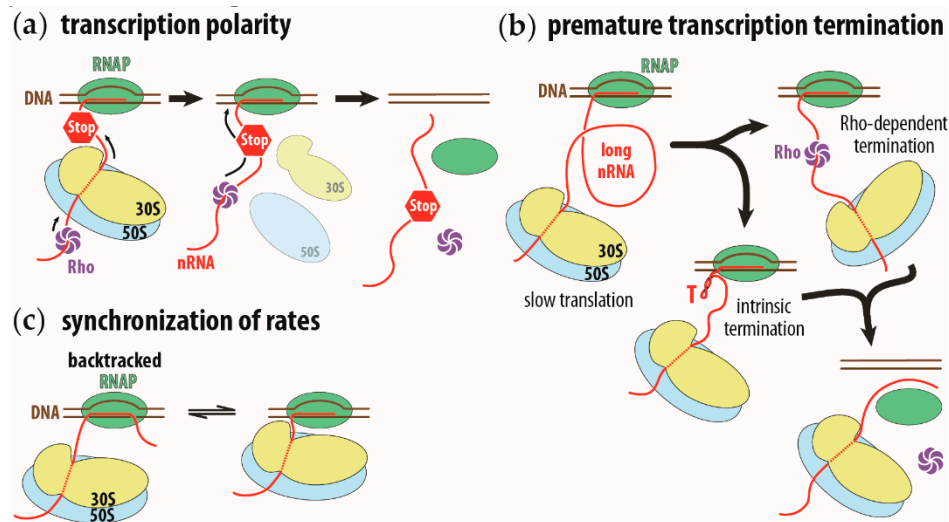 (a) transcription polarity
RNAP
DNA
Stop
30S
50S
Rho
Stop
30S
50S
nRNA
Stop
(b) premature transcription termination
RNAP
DNA
long
nRNA
30S
50S
slow translation
Rho
Rho-dependent
termination
T
intrinsic
termination
(c) synchronization of rates
backtracked
RNAP
DNA
30S
50S